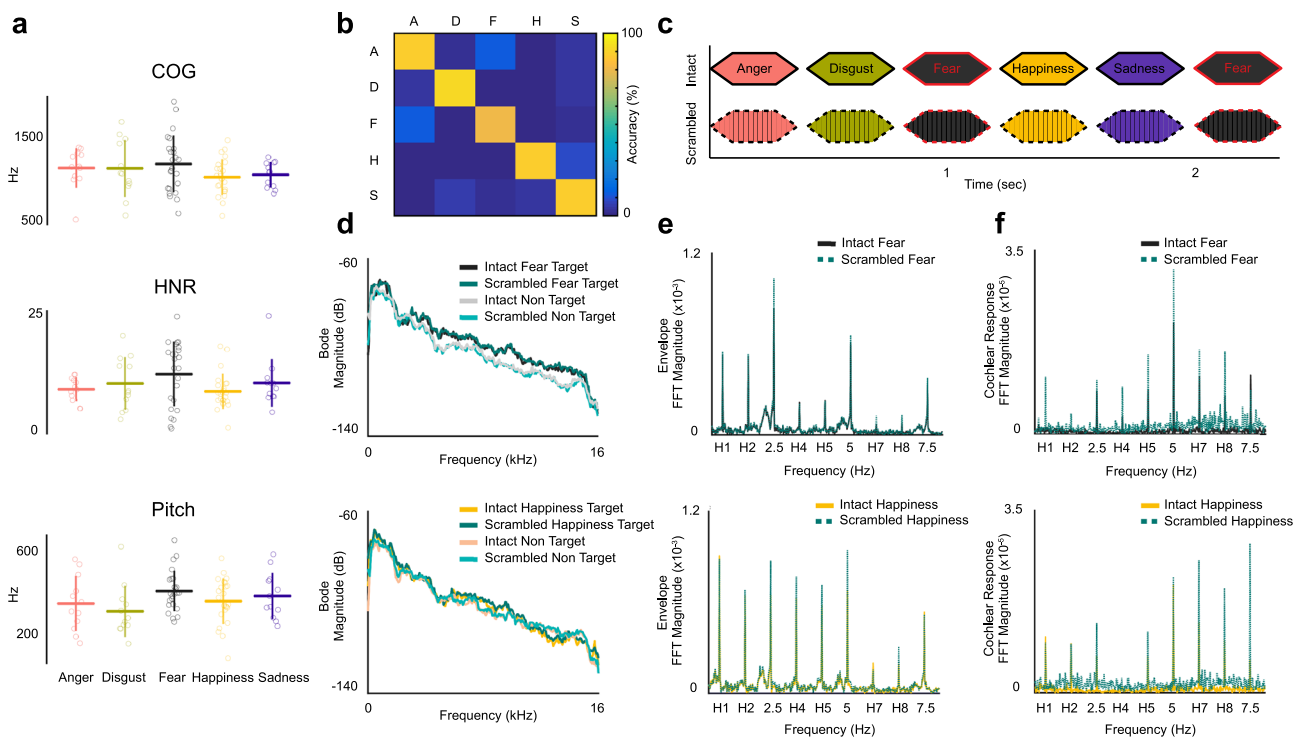 a
COG
1500
Hz
500
HNR
25
0
Pitch
600
Hz
200
Anger Disgust Fear Happiness Sadness
b
A D F H S
A
D
F
H
S
100
Accuracy (%)
0
c
Intact
Anger Disgust Fear Happiness Sadness Fear
Scrambled
1 2
Time (sec)
d
-60
Intact Fear Target
Scrambled Fear Target
Intact Non Target
Scrambled Non Target
Bode
Magnitude (dB)
-140
0 16
Frequency (kHz)
-60
Intact Happiness Target
Scrambled Happiness Target
Intact Non Target
Scrambled Non Target
Bode
Magnitude (dB)
-140
0 16
Frequency (kHz)
e
1.2
Intact Fear
Scrambled Fear
Envelope
FFT Magnitude (x10⁻³)
0
H1 H2 2.5 H4 H5 5 H7 H8 7.5
Frequency (Hz)
1.2
Intact Happiness
Scrambled Happiness
Envelope
FFT Magnitude (x10⁻³)
0
H1 H2 2.5 H4 H5 5 H7 H8 7.5
Frequency (Hz)
f
3.5
Intact Fear
Scrambled Fear
Cochlear Response
FFT Magnitude (x10⁻⁵)
0
H1 H2 2.5 H4 H5 5 H7 H8 7.5
Frequency (Hz)
3.5
Intact Happiness
Scrambled Happiness
Cochlear Response
FFT Magnitude (x10⁻⁵)
0
H1 H2 2.5 H4 H5 5 H7 H8 7.5
Frequency (Hz)